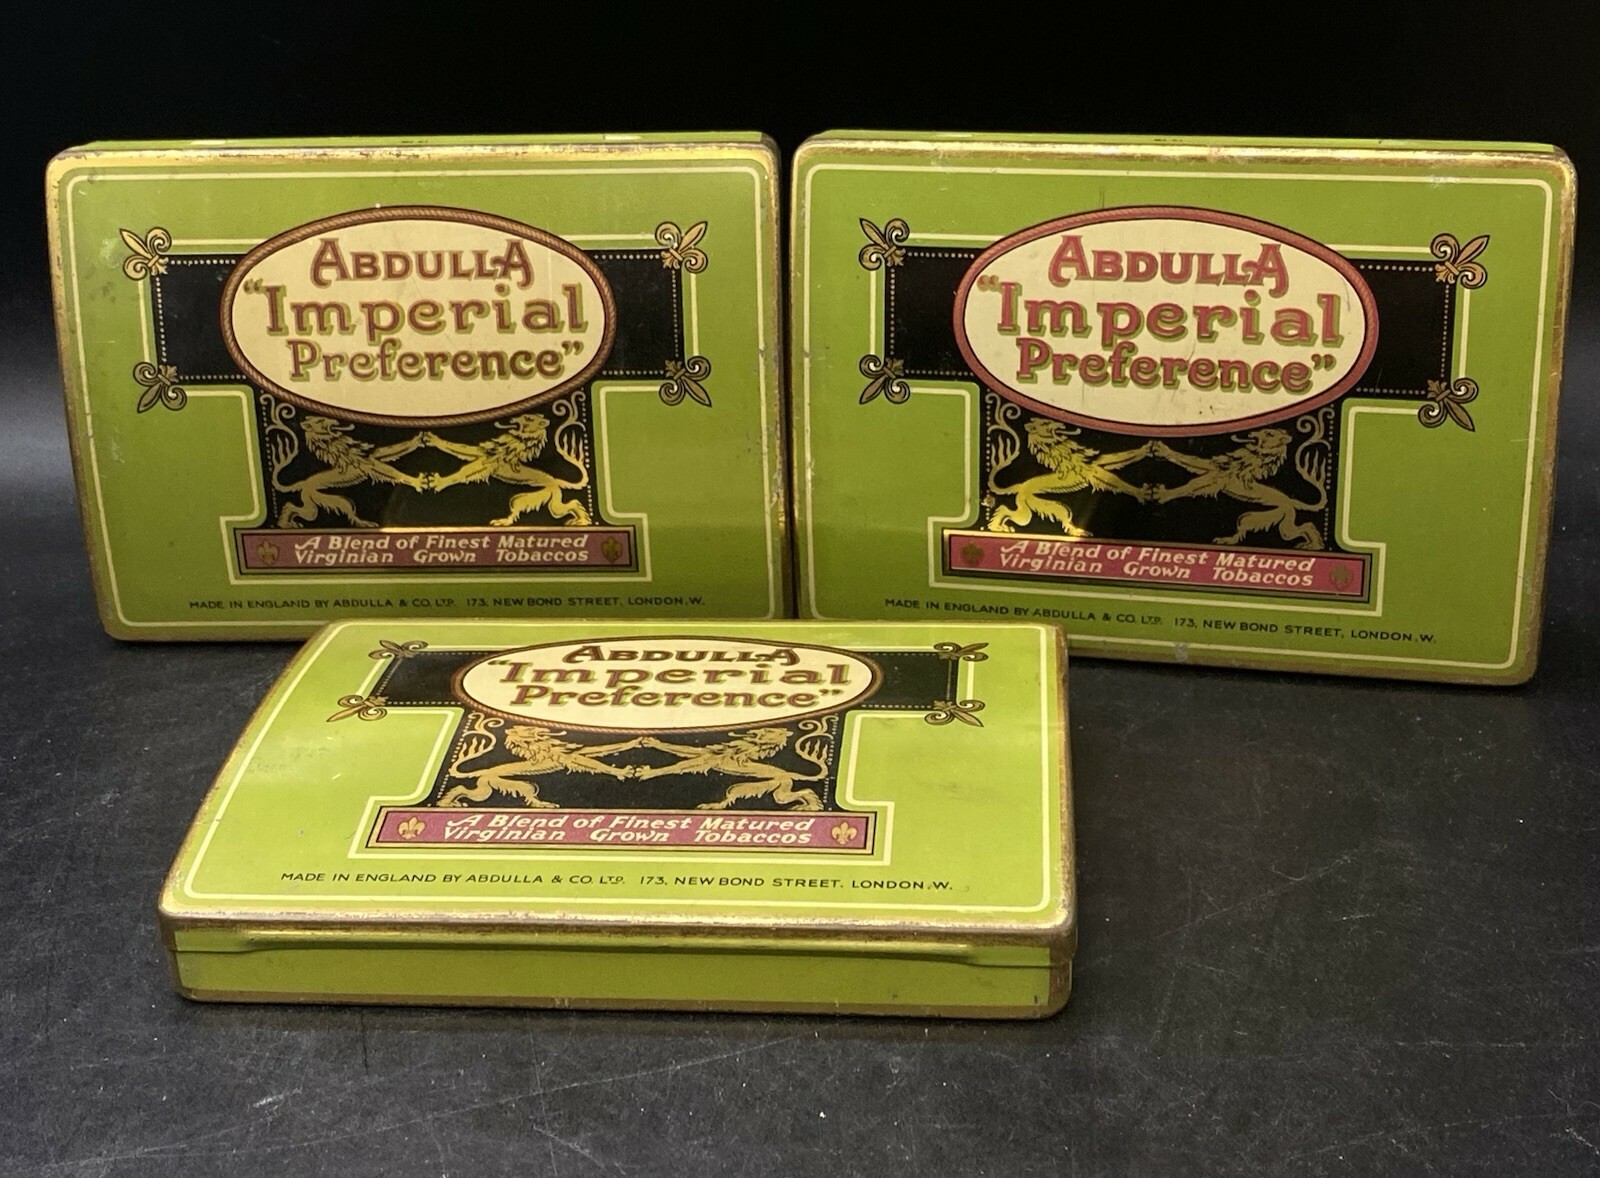 ABDULLA
"Imperial
Preference"
A Blend of Finest Matured
Virginian Grown Tobaccos
MADE IN ENGLAND BY ABDULLA & CO. LTD. 173, NEW BOND STREET, LONDON, W.
ABDULLA
"Imperial
Preference"
A Blend of Finest Matured
Virginian Grown Tobaccos
MADE IN ENGLAND BY ABDULLA & CO. LTD. 173, NEW BOND STREET, LONDON, W.
ABDULLA
"Imperial
Preference"
A Blend of Finest Matured
Virginian Grown Tobaccos
MADE IN ENGLAND BY ABDULLA & CO. LTD. 173, NEW BOND STREET, LONDON, W.